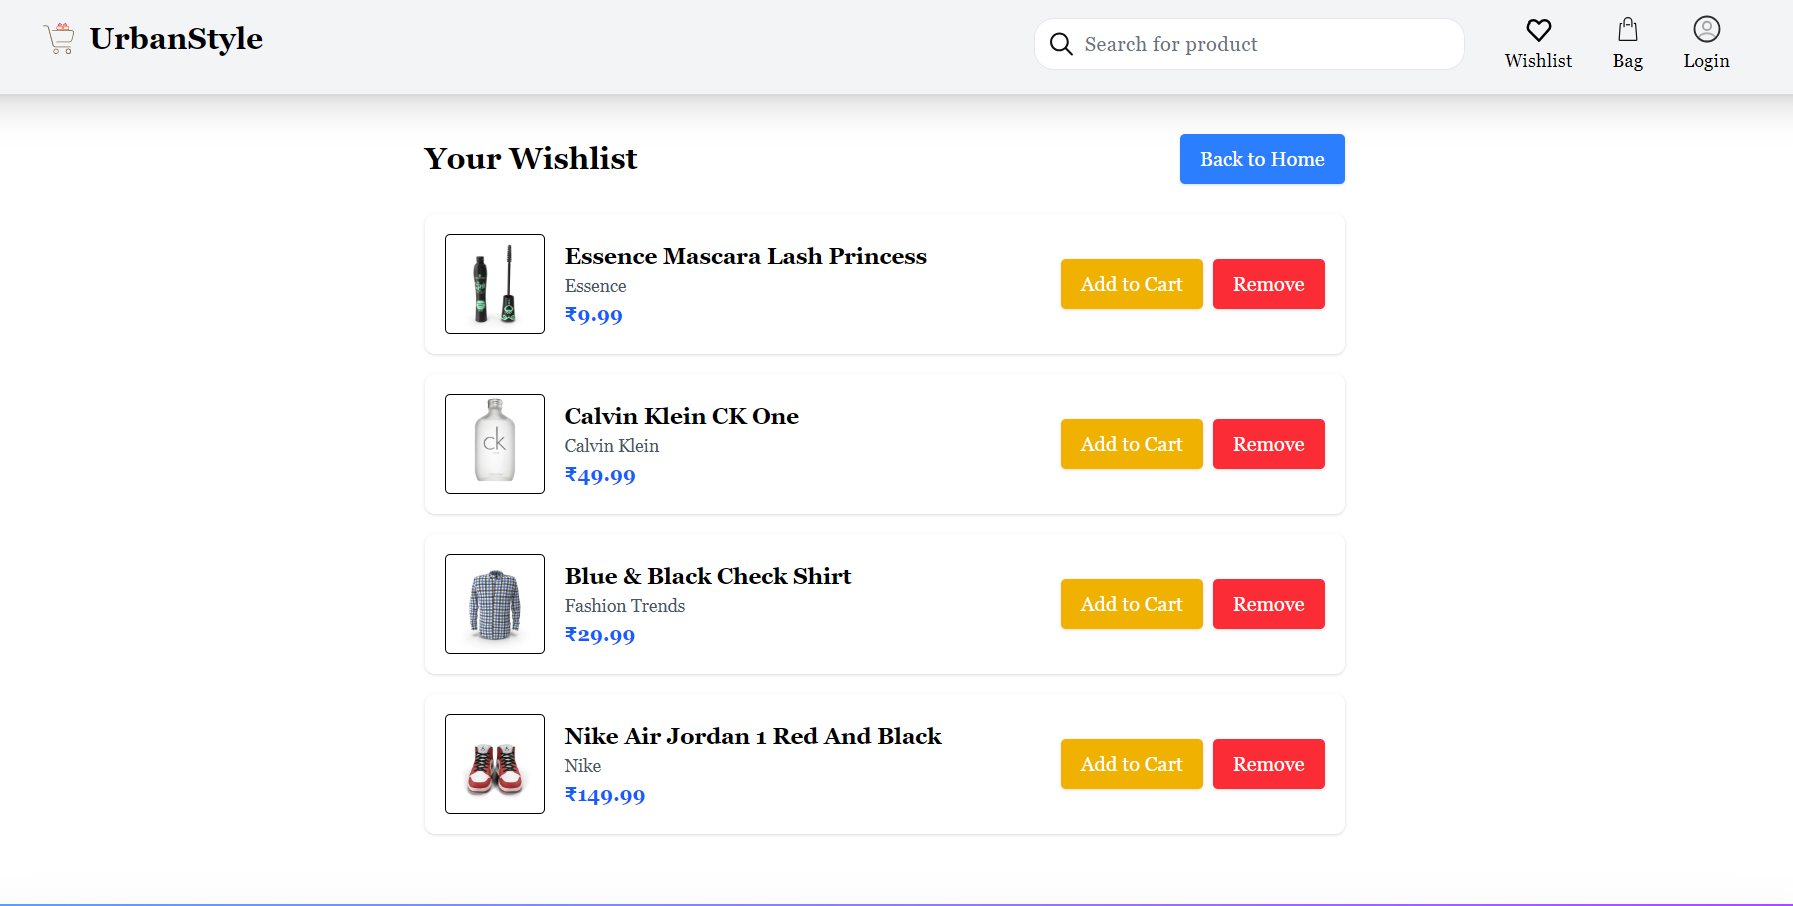 UrbanStyle
Search for product
Wishlist
Bag
Login
Your Wishlist
Back to Home
Essence Mascara Lash Princess
Essence
₹9.99
Add to Cart
Remove
ck
Calvin Klein CK One
Calvin Klein
₹49.99
Add to Cart
Remove
Blue & Black Check Shirt
Fashion Trends
₹29.99
Add to Cart
Remove
Nike Air Jordan 1 Red And Black
Nike
₹149.99
Add to Cart
Remove